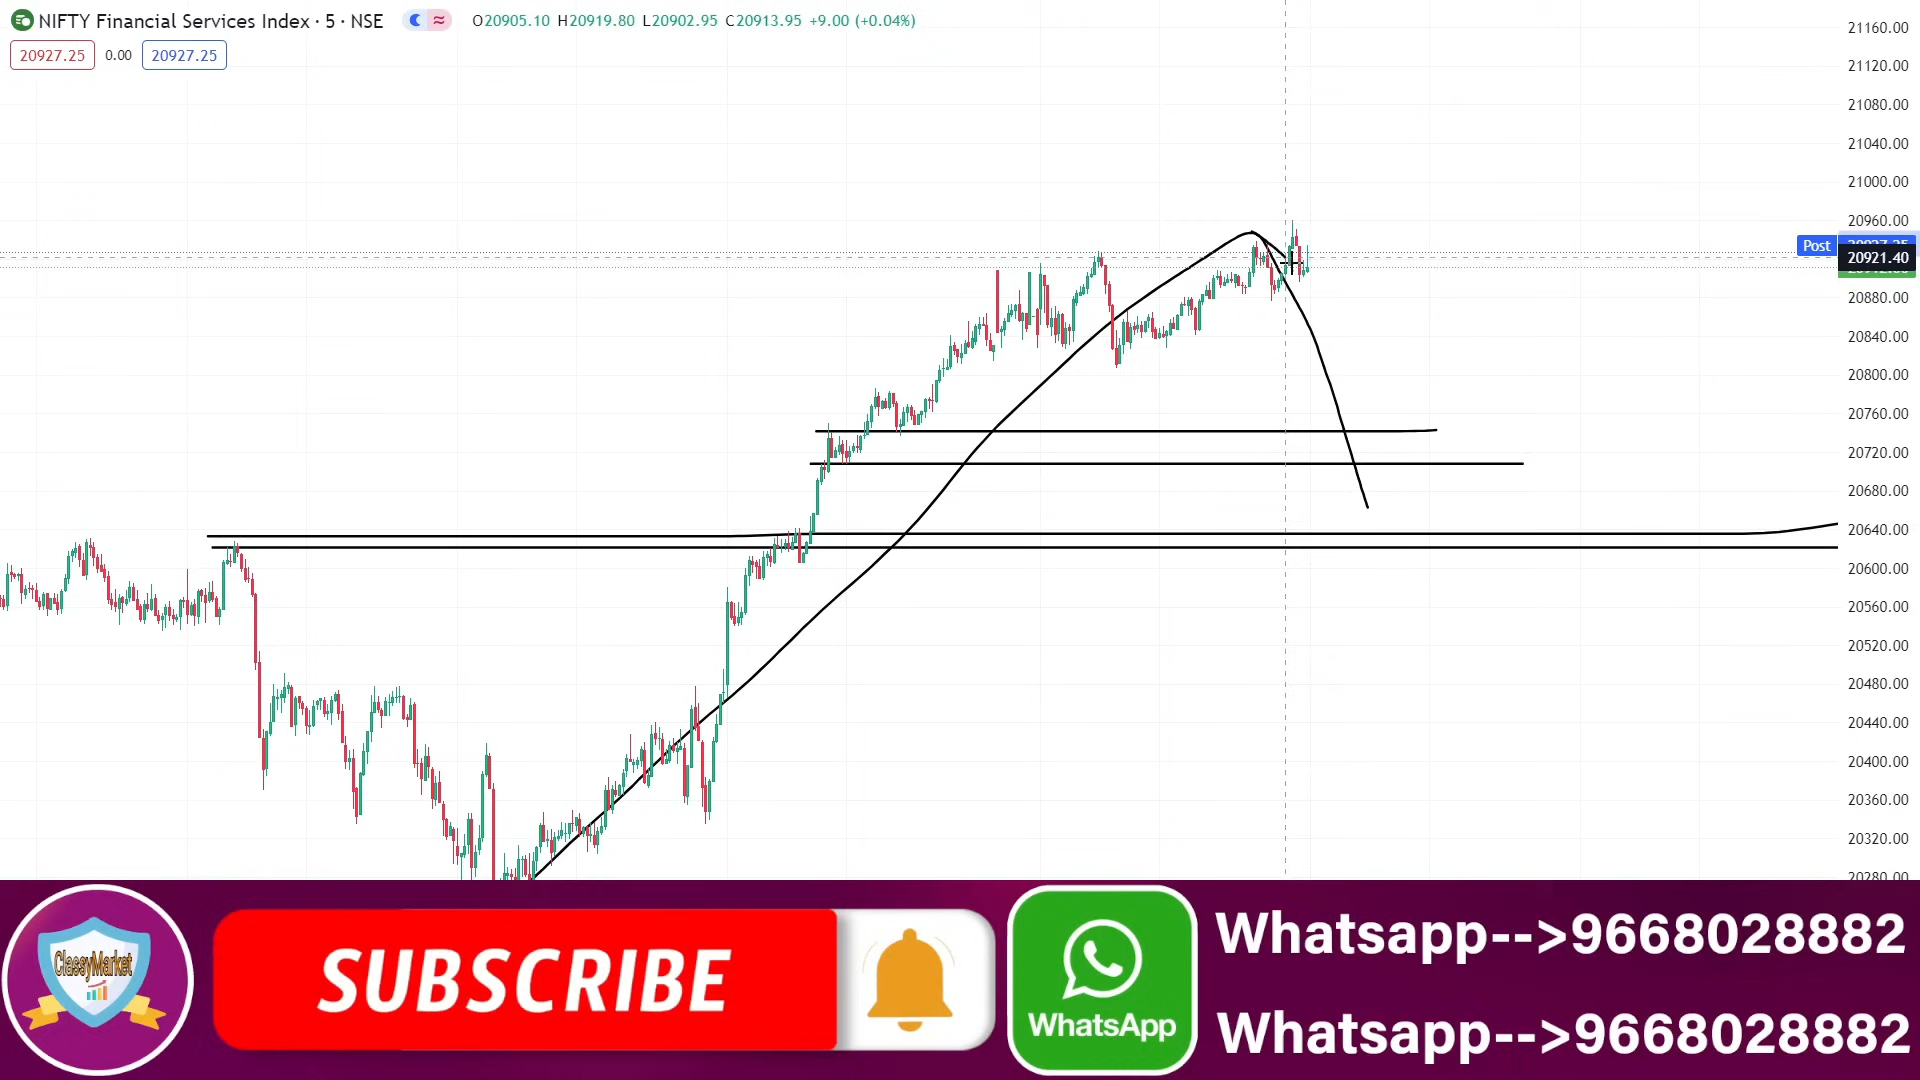 NIFTY Financial Services Index · 5 · NSE
O20905.10 H20919.80 L20902.95 C20913.95 +9.00 (+0.04%)
20927.25 0.00 20927.25
21160.00
21120.00
21080.00
21040.00
21000.00
20960.00
Post
20921.40
20880.00
20840.00
20800.00
20760.00
20720.00
20680.00
20640.00
20600.00
20560.00
20520.00
20480.00
20440.00
20400.00
20360.00
20320.00
20280.00
ClassyMarket
SUBSCRIBE
WhatsApp
Whatsapp-->9668028882
Whatsapp-->9668028882